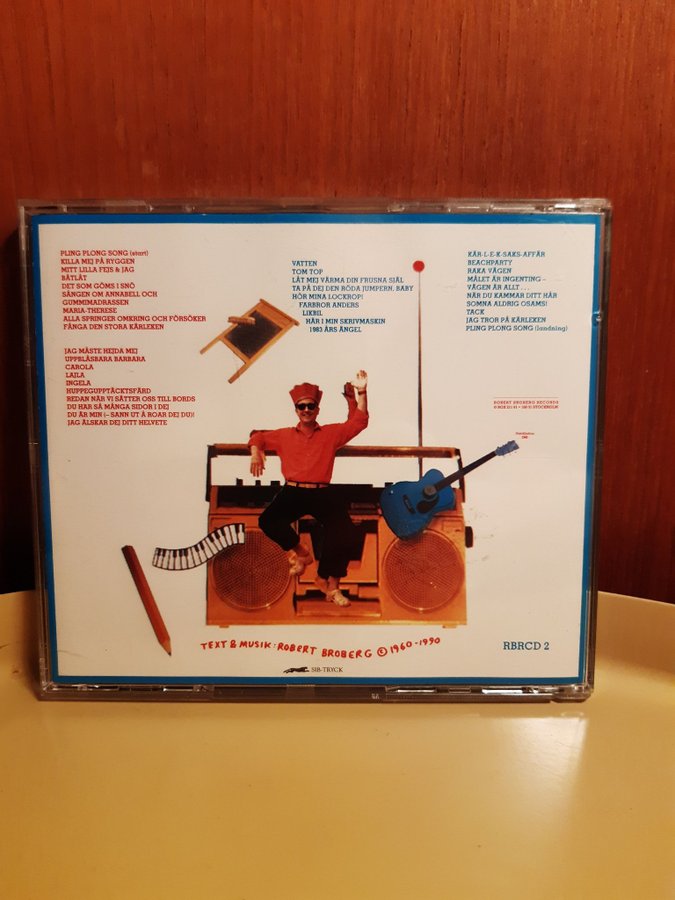 PLING PLONG SONG (start)
KILLA MEJ PÅ RYGGEN
MITT LILLA FEJS & JAG
BÅTLÅT
DET SOM GÖMS I SNÖ
SÅNGEN OM ANNABELL OCH
GUMMIMADRASSEN
MARIA-THERESE
ALLA SPRINGER OMKRING OCH FÖRSÖKER
FÅNGA DEN STORA KÄRLEKEN
JAG MÅSTE HEJDA MEJ
UPPBLÅSBARA BARBARA
CAROLA
LAILA
INGELA
HUPPEGUPPTÄCKTSFÄRD
REDAN NÄR VI SÄTTER OSS TILL BORDS
DU HAR SÅ MÅNGA SIDOR I DEJ
DU ÄR MIN (– SANN UT Å ROAR DEJ DU)!
JAG ÄLSKAR DEJ DITT HELVETE
VATTEN
TOM TOP
LÅT MEJ VÄRMA DIN FRUSNA SJÄL
TA PÅ DEJ DEN RÖDA JUMPERN, BABY
HÖR MINA LOCKROP!
FARBROR ANDERS
LIKBIL
HÄR I MIN SKRIVMASKIN
1983 ÅRS ÄNGEL
KÄR-L-E-K-SAKS-AFFÄR
BEACHPARTY
RAKA VÄGEN
MÅLET ÄR INGENTING –
VÄGEN ÄR ALLT . . .
NÄR DU KAMMAR DITT HÅR
SOMNA ALDRIG OSAMS!
TACK
JAG TROR PÅ KÄRLEKEN
PLING PLONG SONG (landning)
ROBERT BROBERG RECORDS
STOCKHOLM
TEXT & MUSIK: ROBERT BROBERG © 1960-1990
RBRCD 2
SIB-TRYCK